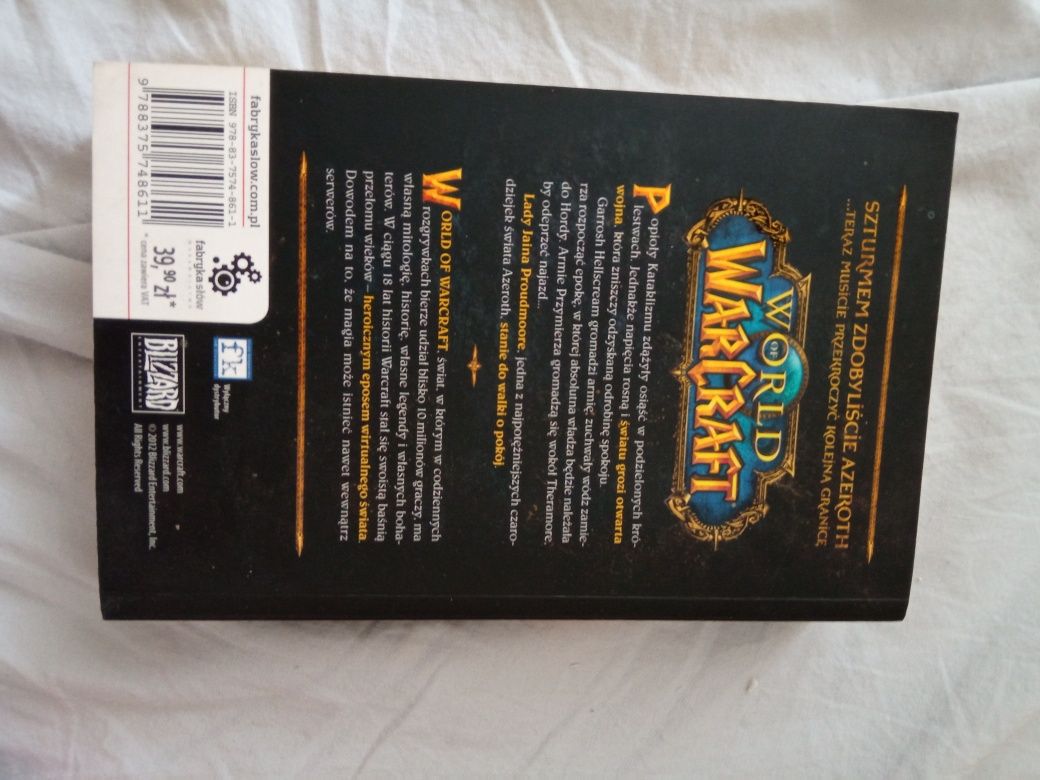 SZTURMEM ZDOBYLIŚCIE AZEROTH
...TERAZ MUSICIE PRZEKROCZYĆ KOLEJNĄ GRANICĘ
WORLD
OF
WARCRAFT
Popioły Kataklizmu zdążyły osiąść w podzielonych kró-
lestwach. Jednakże napięcia rosną i światu grozi otwarta
wojna, która zniszczy odzyskaną odrobinę spokoju.
Garrosh Hellscream gromadzi armię; zuchwały wódz zamie-
rza rozpocząć epokę, w której absolutna władza będzie należała
do Hordy. Armie Przymierza gromadzą się wokół Theramore,
by odeprzeć najazd...
Lady Jaina Proudmoore, jedna z najpotężniejszych czaro-
dziejek świata Azeroth, stanie do walki o pokój.
WORLD OF WARCRAFT, świat, w którym w codziennych
rozgrywkach bierze udział blisko 10 milionów graczy, ma
własną mitologię, historię, własne legendy i własnych boha-
terów. W ciągu 18 lat historii Warcraft stał się swoistą baśnią
przełomu wieków – heroicznym eposem wirtualnego świata.
Dowodem na to, że magia może istnieć nawet wewnątrz
serwerów.
fabrykaslow.com.pl
ISBN 978-83-7574-861-1
9 788375 748611
fabryka słów
39,90 zł*
* cena zawiera VAT
fk
Wyłączny
dystrybutor
BLIZZARD
ENTERTAINMENT
www.warcraft.com
www.blizzard.com
© 2012 Blizzard Entertainment, Inc.
All Rights Reserved